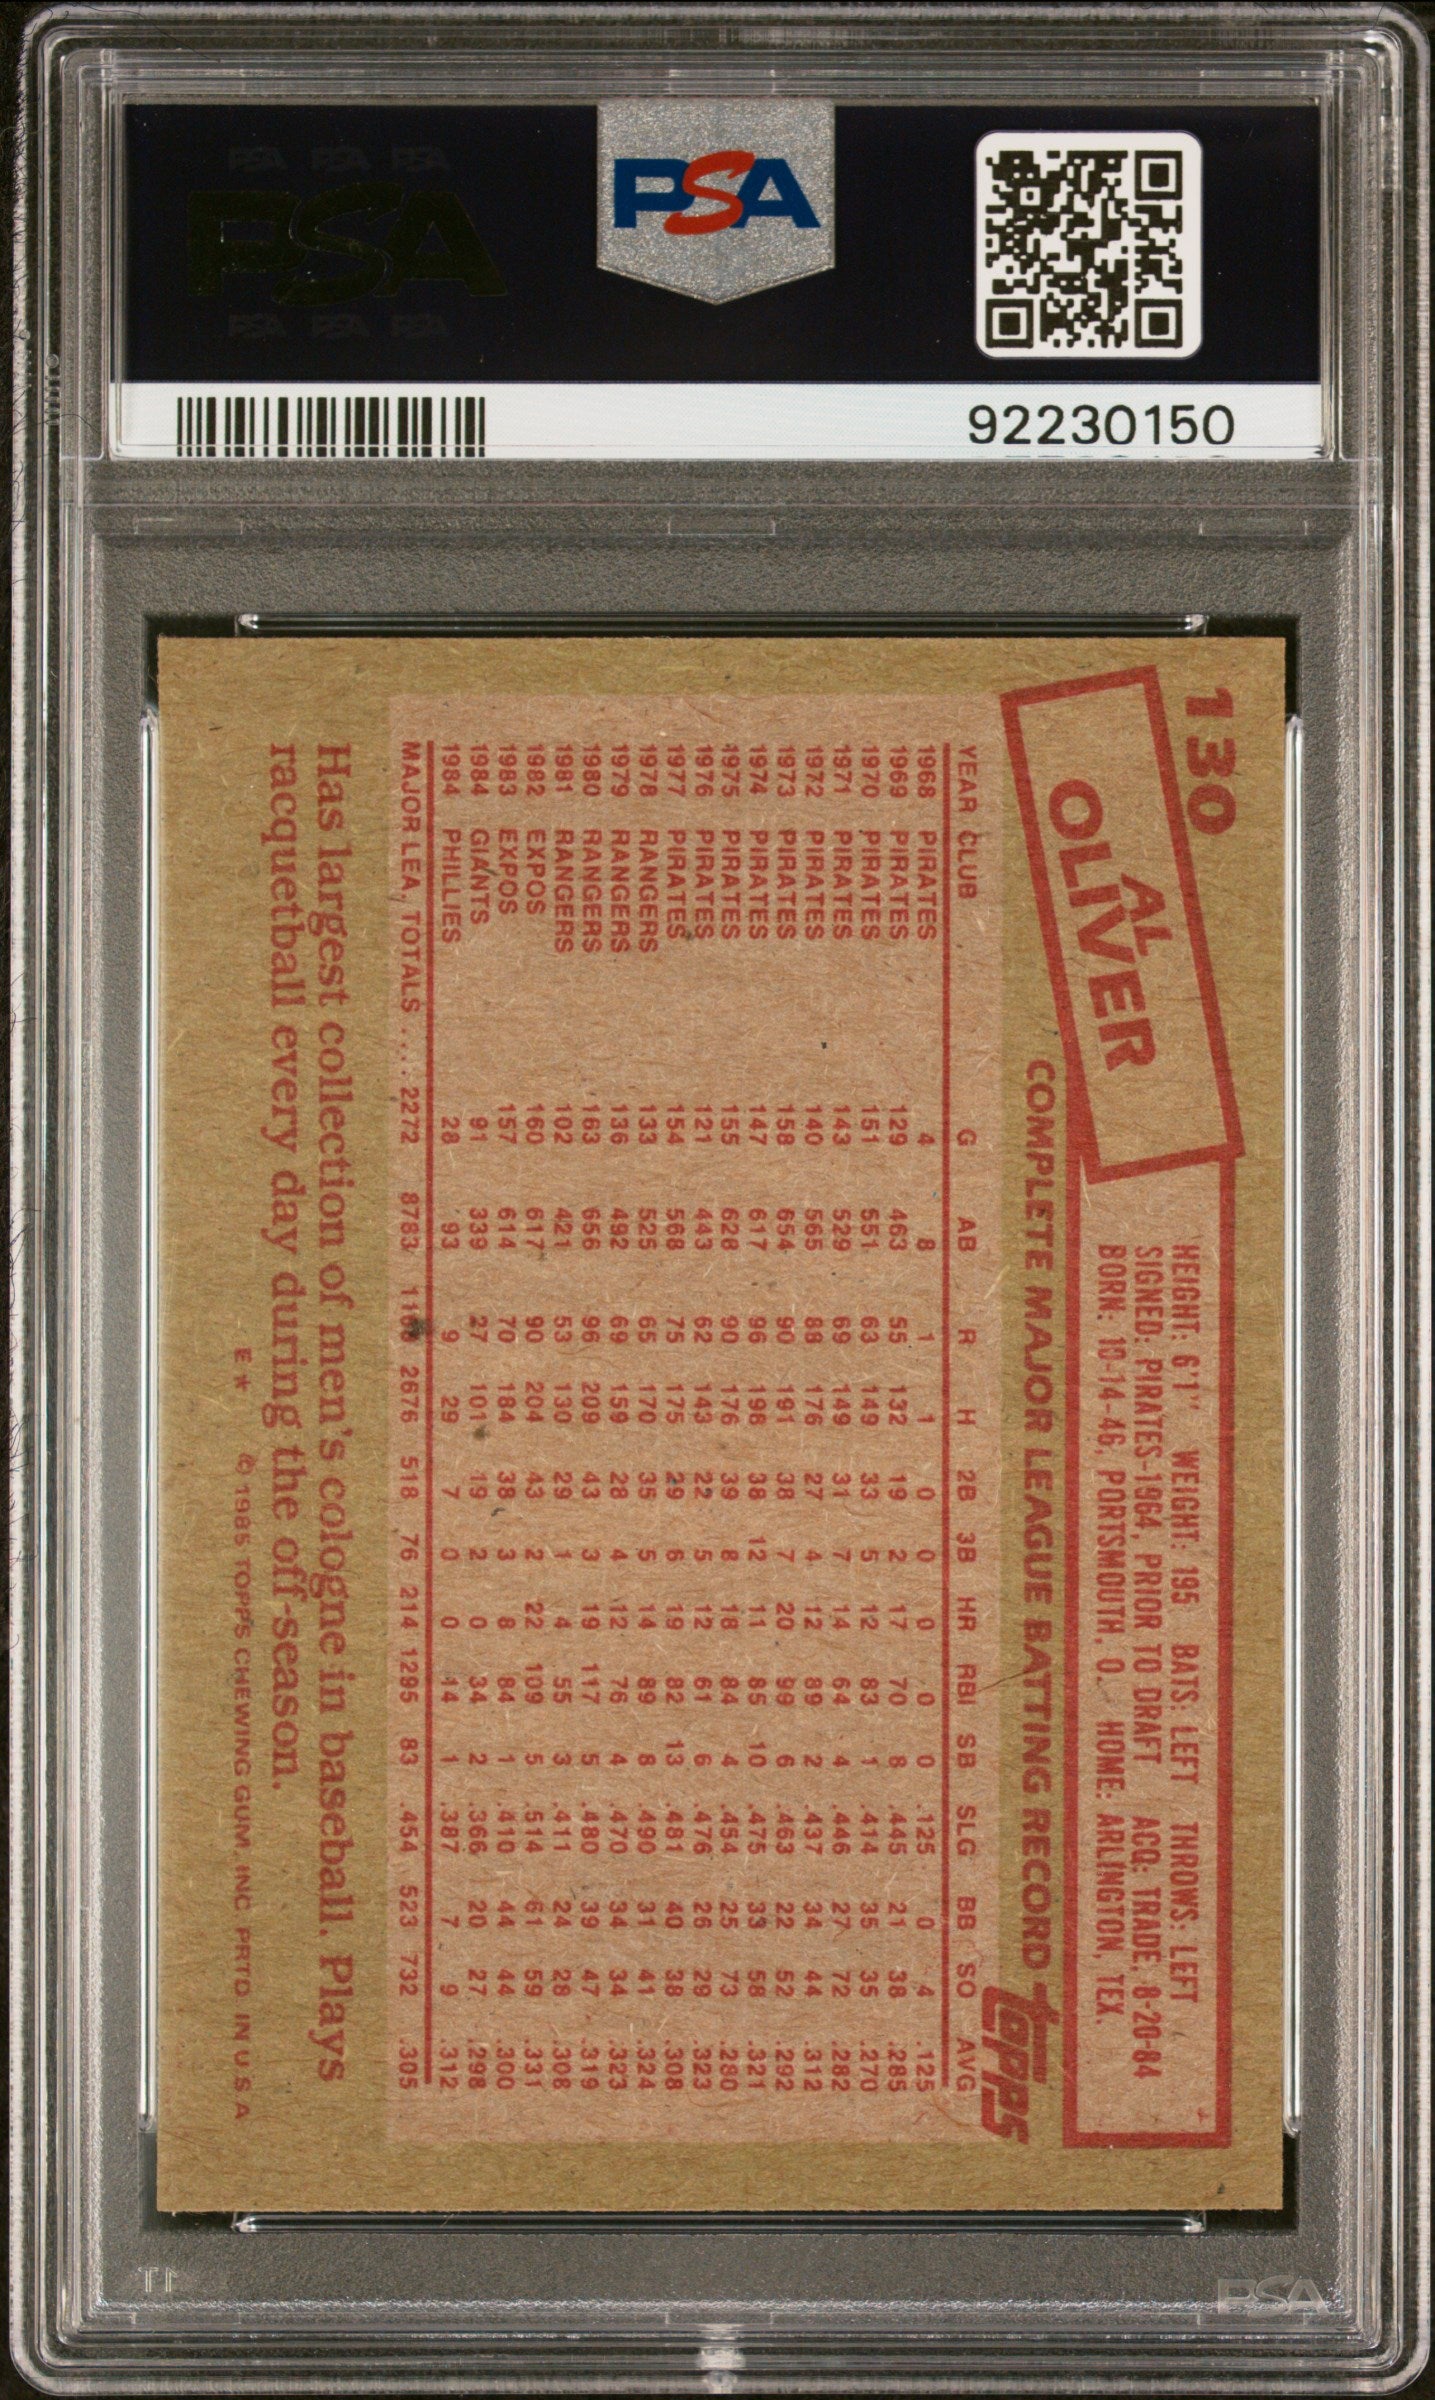 PSA PSA PSA
PSA
PSA PSA PSA
PSA
92230150
130
AL
OLIVER
HEIGHT: 6'1" WEIGHT: 195 BATS: LEFT THROWS: LEFT
SIGNED: PIRATES-1964, PRIOR TO DRAFT ACQ: TRADE, 8-20-84
BORN: 10-14-46, PORTSMOUTH, O. HOME: ARLINGTON, TEX.
COMPLETE MAJOR LEAGUE BATTING RECORD
Topps
YEAR CLUB G AB R H 2B 3B HR RBI SB SLG BB SO AVG
1968 PIRATES 4 8 1 1 0 0 0 0 0 .125 0 4 .125
1969 PIRATES 129 463 55 132 19 2 17 70 8 .445 21 38 .285
1970 PIRATES 151 551 63 149 33 5 12 83 1 .414 35 35 .270
1971 PIRATES 143 529 69 149 31 7 14 64 4 .446 27 72 .282
1972 PIRATES 140 565 88 176 27 4 12 89 2 .437 34 44 .312
1973 PIRATES 158 654 90 191 38 7 20 99 6 .463 22 52 .292
1974 PIRATES 147 617 96 198 38 12 11 85 10 .475 33 58 .321
1975 PIRATES 155 628 90 176 39 8 18 84 4 .454 25 73 .280
1976 PIRATES 121 443 62 143 22 5 12 61 6 .476 26 29 .323
1977 PIRATES 154 568 75 175 29 6 19 82 13 .481 40 38 .308
1978 RANGERS 133 525 65 170 35 5 14 89 8 .490 31 41 .324
1979 RANGERS 136 492 69 159 28 4 12 76 4 .470 34 34 .323
1980 RANGERS 163 656 96 209 43 3 19 117 5 .480 39 47 .319
1981 RANGERS 102 421 53 130 29 1 4 55 3 .411 24 28 .308
1982 EXPOS 160 617 90 204 43 2 22 109 5 .514 61 59 .331
1983 EXPOS 157 614 70 184 38 3 8 84 1 .410 44 44 .300
1984 GIANTS 91 339 27 101 19 2 0 34 2 .366 20 27 .298
1984 PHILLIES 28 93 9 29 7 0 0 14 1 .387 7 9 .312
MAJOR LEA. TOTALS .... 2272 8783 2676 518 76 214 1295 83 .454 523 732 .305
Has largest collection of men's cologne in baseball. Plays
racquetball every day during the off-season.
E* © 1985 TOPPS CHEWING GUM, INC. PRTD. IN U.S.A.
PSA